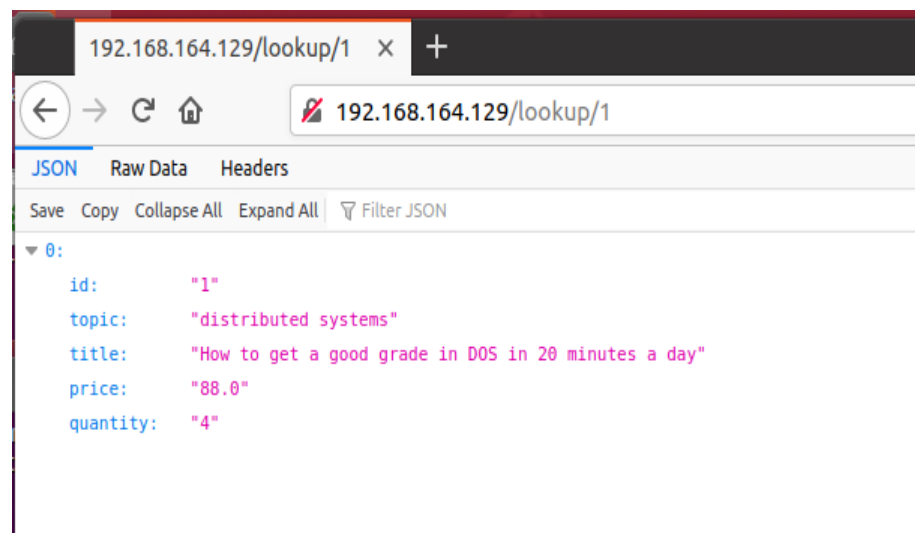 192.168.164.129/lookup/1 × +
192.168.164.129/lookup/1
JSON Raw Data Headers
Save Copy Collapse All Expand All Filter JSON
0:
id: "1"
topic: "distributed systems"
title: "How to get a good grade in DOS in 20 minutes a day"
price: "88.0"
quantity: "4"